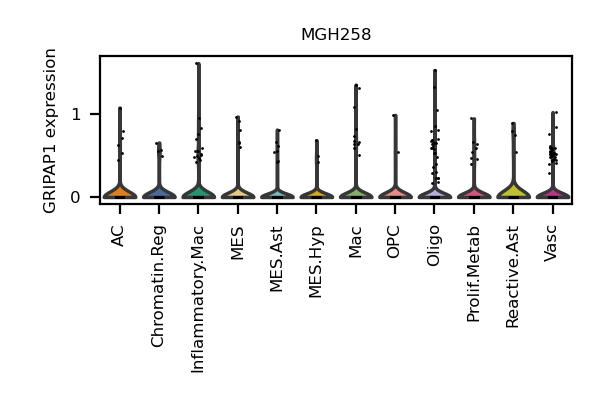 MGH258
GRIPAP1 expression
1
0
AC
Chromatin.Reg
Inflammatory.Mac
MES
MES.Ast
MES.Hyp
Mac
OPC
Oligo
Prolif.Metab
Reactive.Ast
Vasc